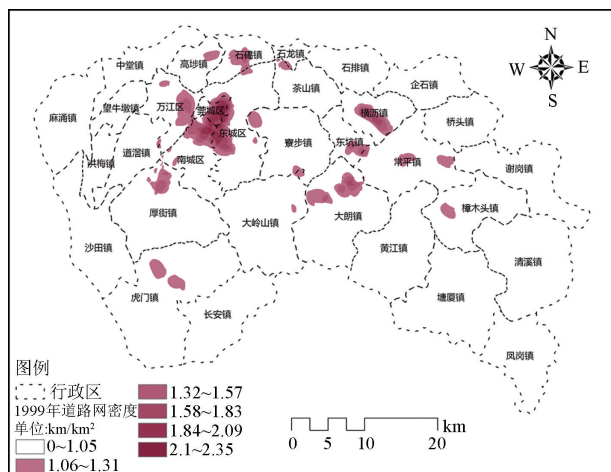 石龙镇
石碣镇
石排镇
高埗镇
中堂镇
茶山镇
企石镇
N
W E
S
望牛墩镇
万江区
莞城区
横沥镇
麻涌镇
桥头镇
东城区
寮步镇
东坑镇
道滘镇
洪梅镇
南城区
常平镇
谢岗镇
樟木头镇
厚街镇
大岭山镇
大朗镇
沙田镇
黄江镇
清溪镇
虎门镇
塘厦镇
长安镇
凤岗镇
图例
行政区
1999年道路网密度
单位:km/km²
0~1.05
1.06~1.31
1.32~1.57
1.58~1.83
1.84~2.09
2.1~2.35
km
0 5 10 20